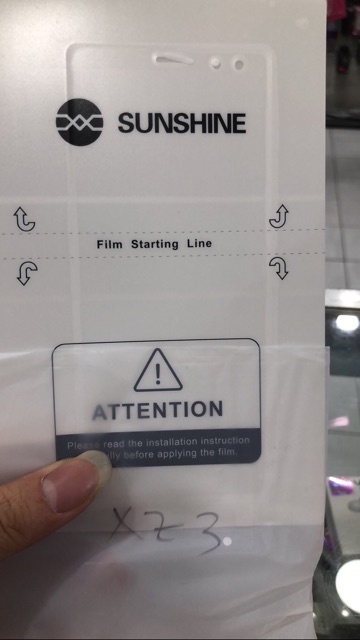 SUNSHINE
Film Starting Line
!
ATTENTION
Please read the installation instruction
before applying the film.
XZ3